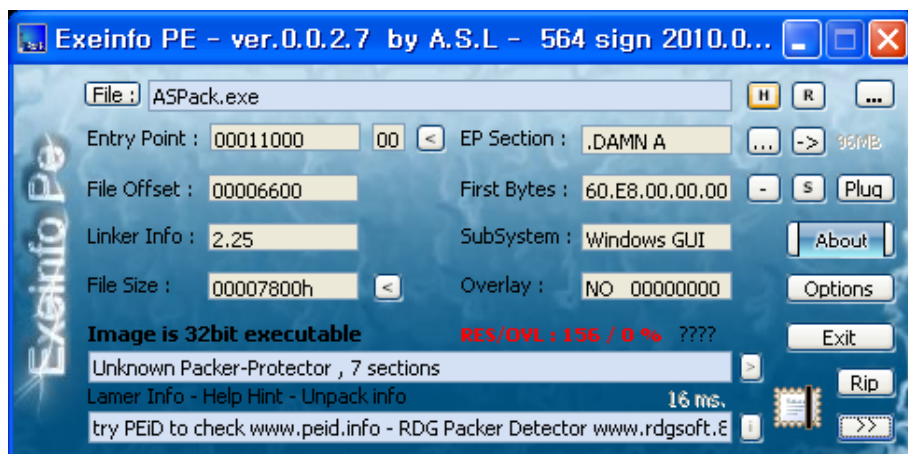 Exeinfo PE - ver.0.0.2.7 by A.S.L - 564 sign 2010.0...
Exeinfo Pe
File : ASPack.exe H R ...
Entry Point : 00011000 00 < EP Section : .DAMN A ... -> 96MB
File Offset : 00006600 First Bytes : 60.E8.00.00.00 - S Plug
Linker Info : 2.25 SubSystem : Windows GUI About
File Size : 00007800h < Overlay : NO 00000000 Options
Image is 32bit executable RES/OVL : 156 / 0 % ???? Exit
Unknown Packer-Protector , 7 sections >
Lamer Info - Help Hint - Unpack info 16 ms. Rip
try PEiD to check www.peid.info - RDG Packer Detector www.rdgsoft.8 i >>